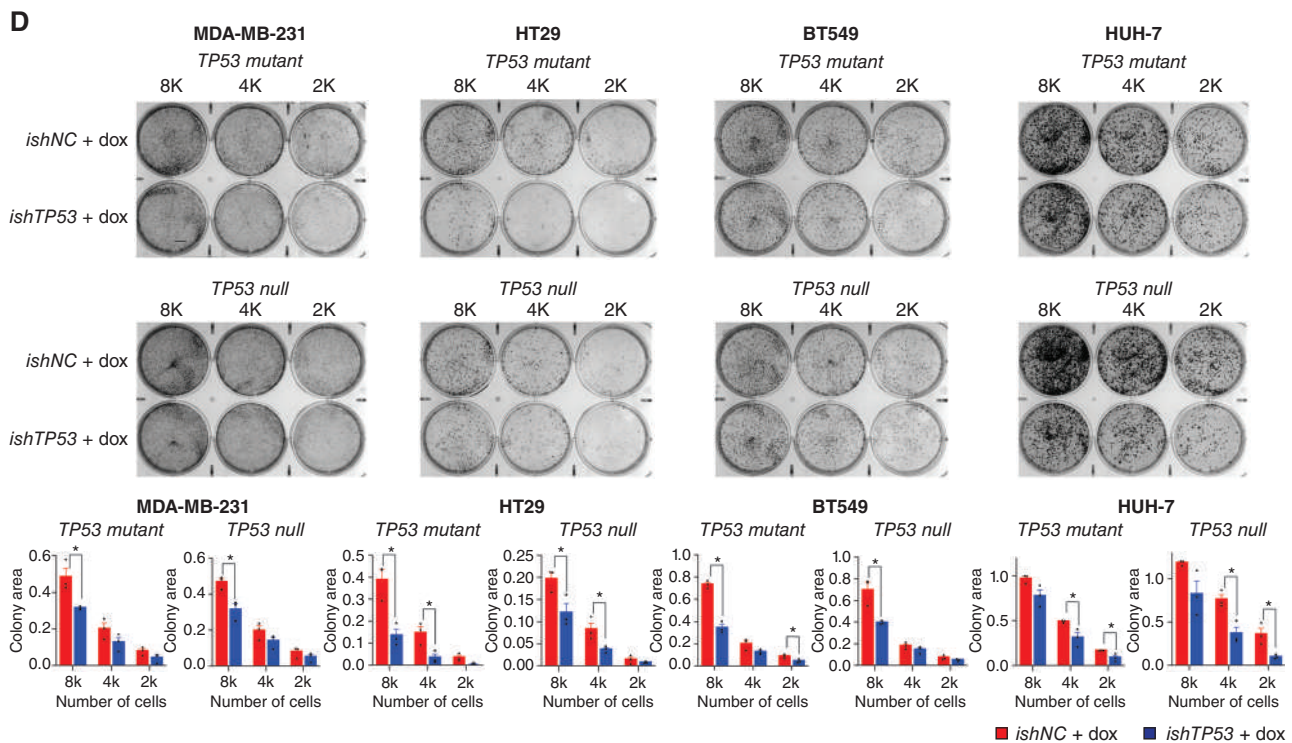 D
MDA-MB-231 HT29 BT549 HUH-7
TP53 mutant TP53 mutant TP53 mutant TP53 mutant
8K 4K 2K 8K 4K 2K 8K 4K 2K 8K 4K 2K
ishNC + dox
ishTP53 + dox
TP53 null TP53 null TP53 null TP53 null
8K 4K 2K 8K 4K 2K 8K 4K 2K 8K 4K 2K
ishNC + dox
ishTP53 + dox
MDA-MB-231 HT29 BT549 HUH-7
TP53 mutant TP53 null TP53 mutant TP53 null TP53 mutant TP53 null TP53 mutant TP53 null
Colony area
0.6
0.4
0.2
0.0
*
8k 4k 2k
Number of cells
Colony area
0.6
0.4
0.2
0.0
*
8k 4k 2k
Number of cells
Colony area
0.5
0.4
0.3
0.2
0.1
0.0
* *
8k 4k 2k
Number of cells
Colony area
0.25
0.20
0.15
0.10
0.05
0.00
* *
8k 4k 2k
Number of cells
Colony area
1.0
0.8
0.6
0.4
0.2
0.0
* *
8k 4k 2k
Number of cells
Colony area
1.0
0.8
0.6
0.4
0.2
0.0
*
8k 4k 2k
Number of cells
Colony area
1.0
0.5
0.0
* *
8k 4k 2k
Number of cells
Colony area
1.0
0.5
0.0
* *
8k 4k 2k
Number of cells
ishNC + dox ishTP53 + dox